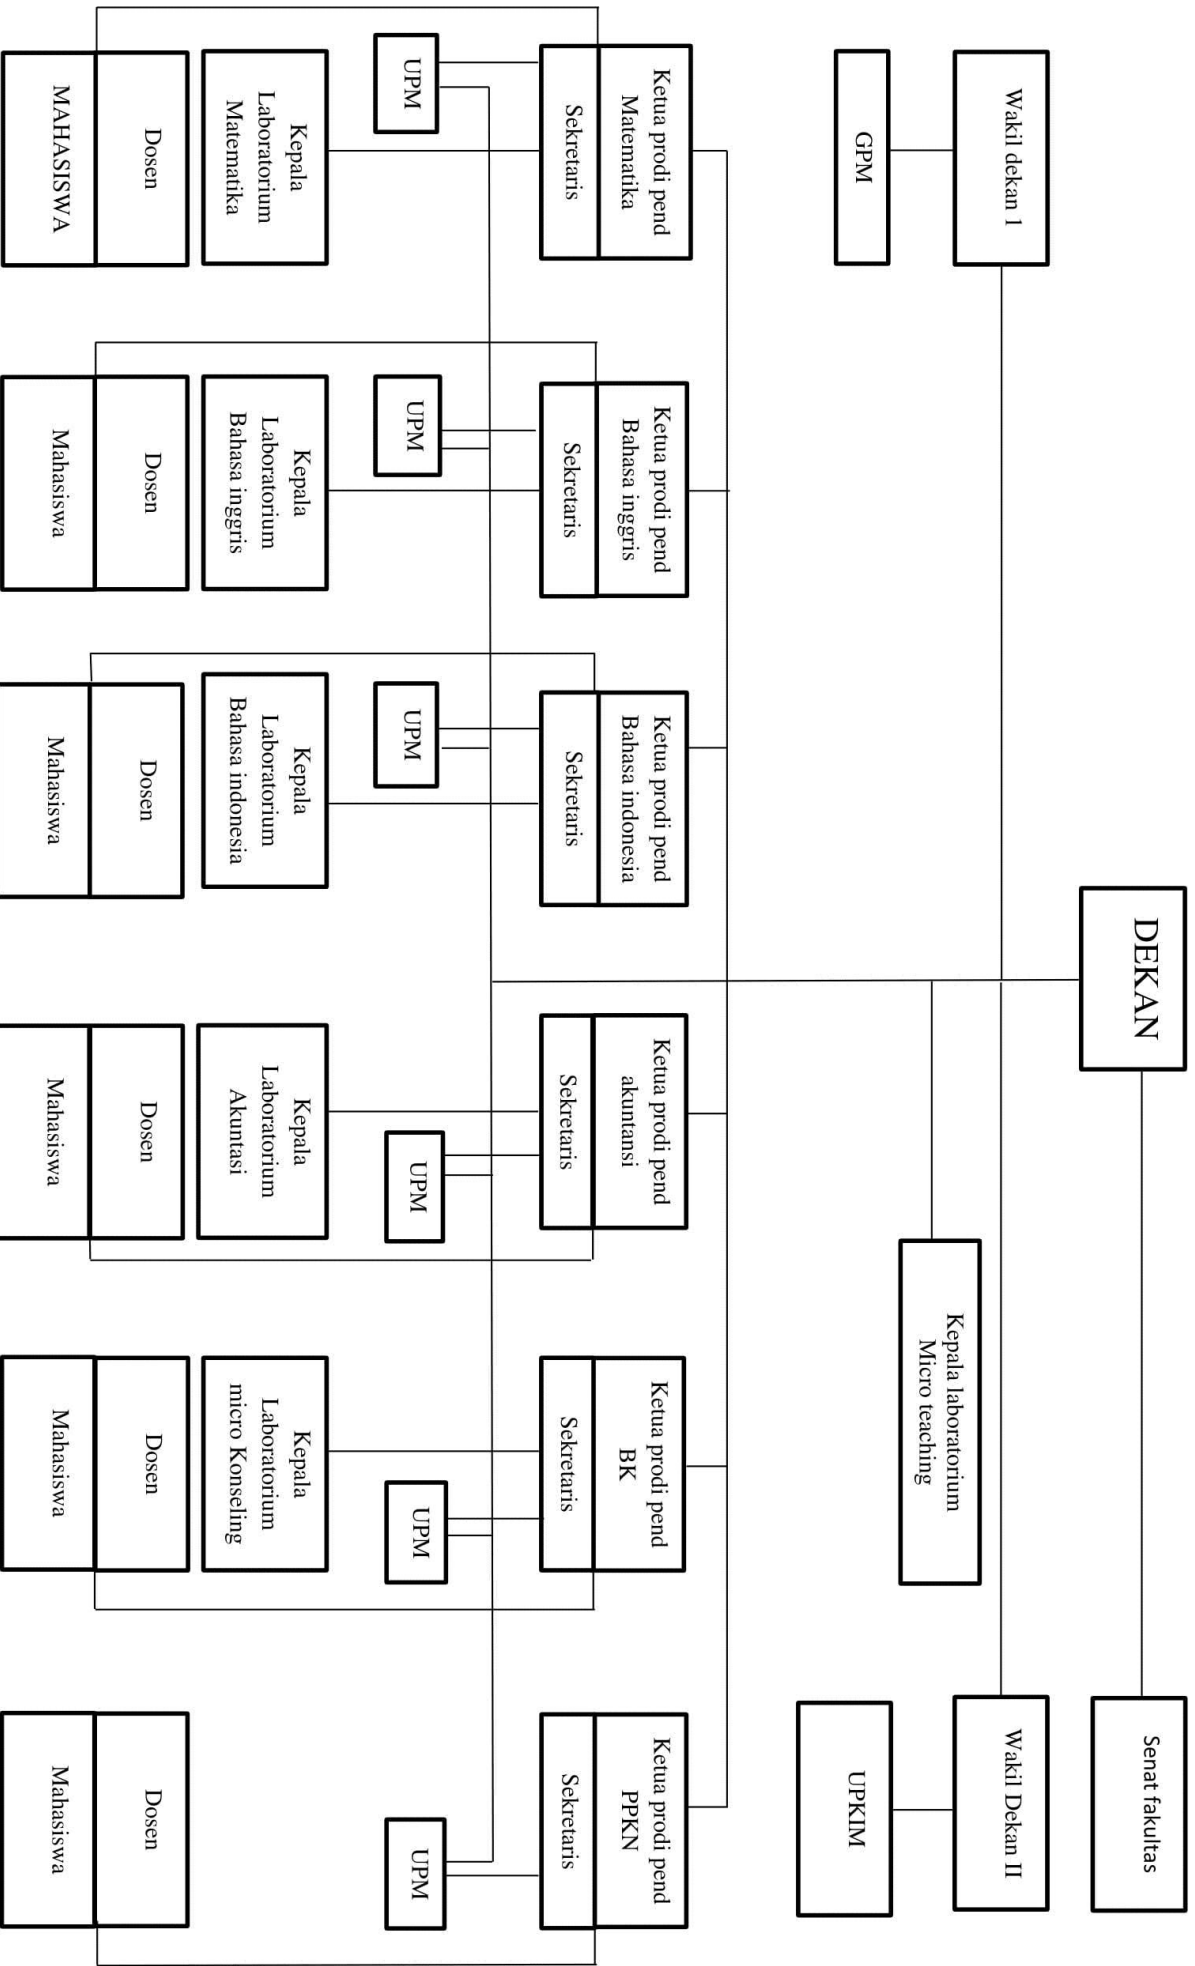 DEKAN
Senat fakultas
Wakil dekan 1
Wakil Dekan II
GPM
Kepala laboratorium
Micro teaching
UPKIM
Ketua prodi pend
Matematika
Sekretaris
Ketua prodi pend
Bahasa inggris
Sekretaris
Ketua prodi pend
Bahasa indonesia
Sekretaris
Ketua prodi pend
akuntansi
Sekretaris
Ketua prodi pend
BK
Sekretaris
Ketua prodi pend
PPKN
Sekretaris
UPM
UPM
UPM
UPM
UPM
UPM
Kepala
Laboratorium
Matematika
Kepala
Laboratorium
Bahasa inggris
Kepala
Laboratorium
Bahasa indonesia
Kepala
Laboratorium
Akuntasi
Kepala
Laboratorium
micro Konseling
Dosen
MAHASISWA
Dosen
Mahasiswa
Dosen
Mahasiswa
Dosen
Mahasiswa
Dosen
Mahasiswa
Dosen
Mahasiswa